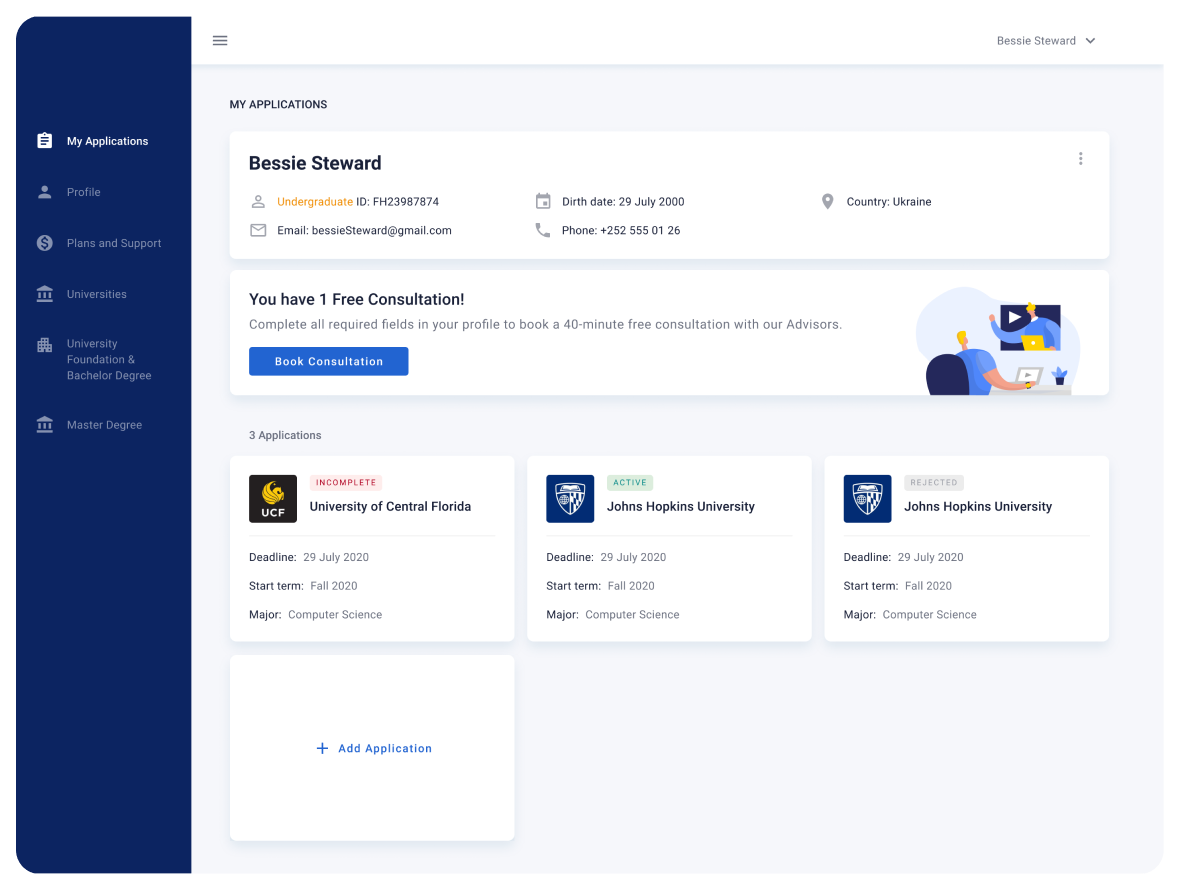 Bessie Steward
My Applications
Profile
Plans and Support
Universities
University
Foundation &
Bachelor Degree
Master Degree
MY APPLICATIONS
Bessie Steward
Undergraduate ID: FH23987874
Dirth date: 29 July 2000
Country: Ukraine
Email: bessieSteward@gmail.com
Phone: +252 555 01 26
You have 1 Free Consultation!
Complete all required fields in your profile to book a 40-minute free consultation with our Advisors.
Book Consultation
3 Applications
UCF
INCOMPLETE
University of Central Florida
Deadline: 29 July 2020
Start term: Fall 2020
Major: Computer Science
ACTIVE
Johns Hopkins University
Deadline: 29 July 2020
Start term: Fall 2020
Major: Computer Science
REJECTED
Johns Hopkins University
Deadline: 29 July 2020
Start term: Fall 2020
Major: Computer Science
Add Application